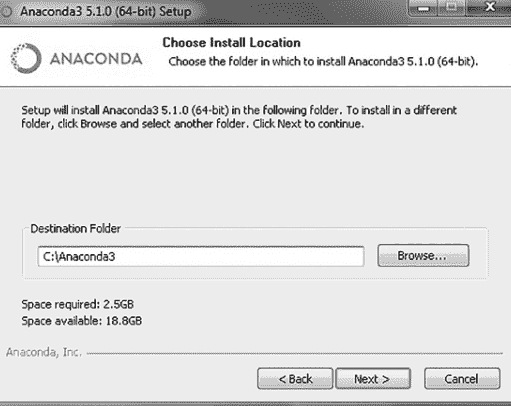 Anaconda3 5.1.0 (64-bit) Setup
ANACONDA
Choose Install Location
Choose the folder in which to install Anaconda3 5.1.0 (64-bit).
Setup will install Anaconda3 5.1.0 (64-bit) in the following folder. To install in a different
folder, click Browse and select another folder. Click Next to continue.
Destination Folder
C:\Anaconda3
Browse...
Space required: 2.5GB
Space available: 18.8GB
Anaconda, Inc.
< Back
Next >
Cancel